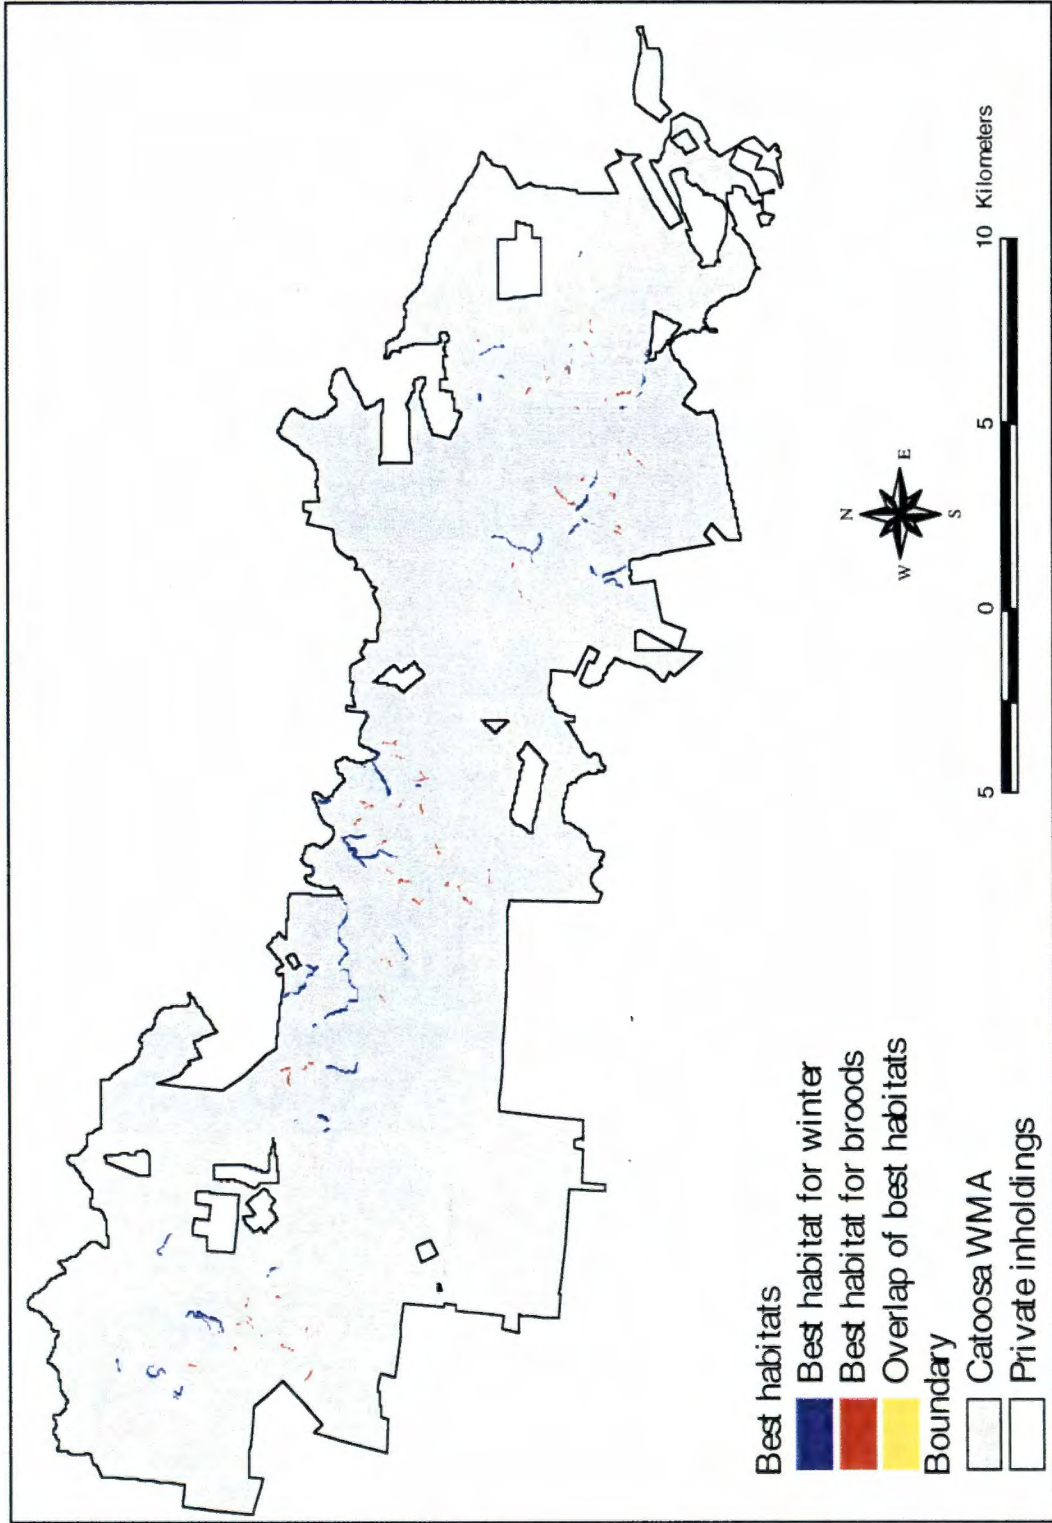 Best habitats
Best habitat for winter
Best habitat for broods
Overlap of best habitats
Boundary
Catoosa WMA
Private inholdings
N
W
E
S
5
0
5
10 Kilometers